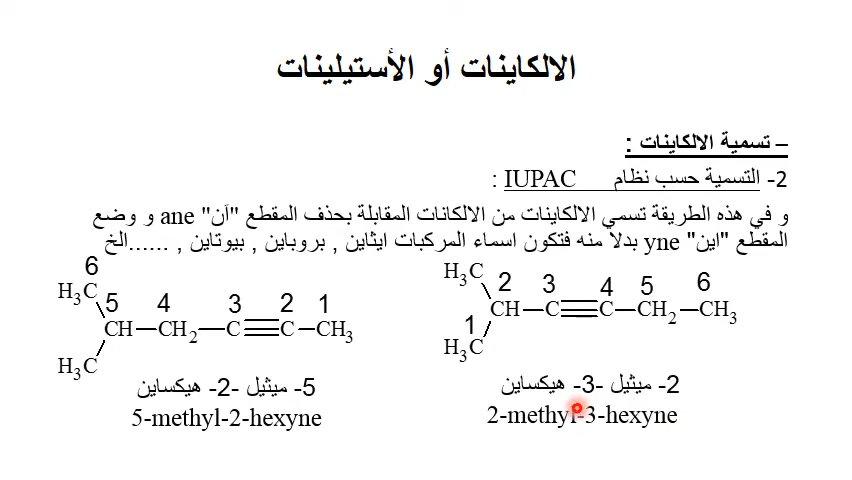 الالكاينات أو الأستيلينات
– تسمية الالكاينات :
2- التسمية حسب نظام IUPAC :
و في هذه الطريقة تسمي الالكاينات من الالكانات المقابلة بحذف المقطع "آن" ane و وضع
المقطع "اين" yne بدلا منه فتكون اسماء المركبات ايثاين , بروباين , بيوتاين , ......الخ
H3C 2 3 4 5 6
CH C C CH2 CH3
1
H3C
2- ميثيل -3- هيكساين
2-methyl-3-hexyne
6
H3C 5 4 3 2 1
CH CH2 C C CH3
H3C
5- ميثيل -2- هيكساين
5-methyl-2-hexyne